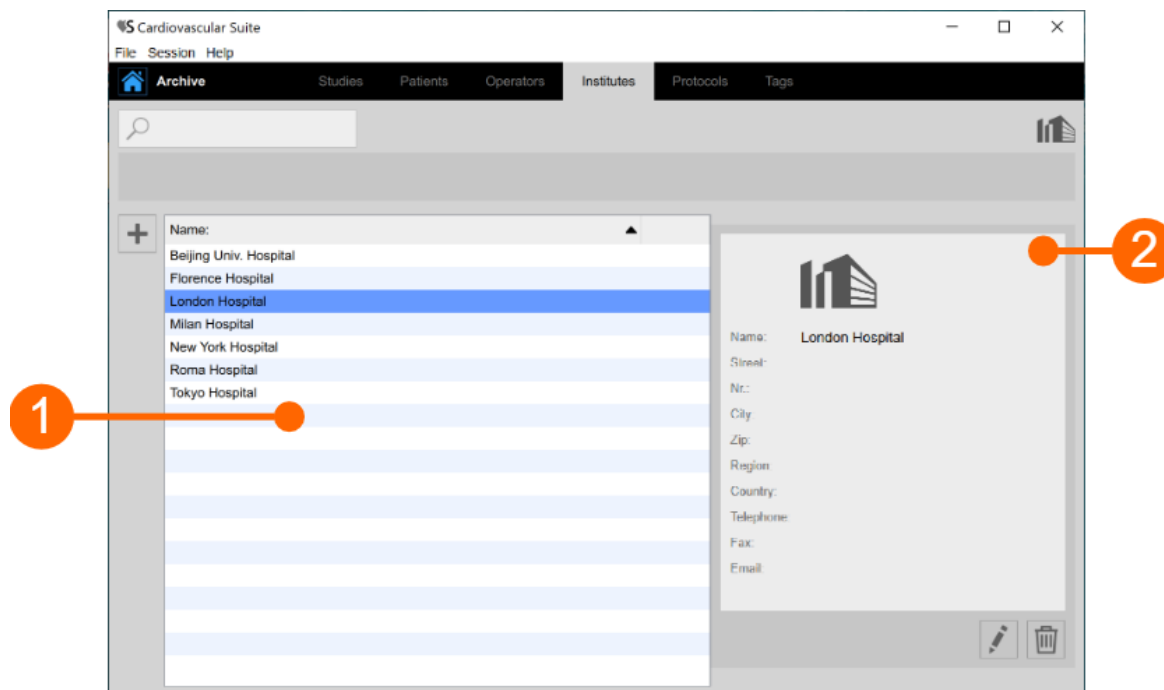 S Cardiovascular Suite
File Session Help
Archive Studies Patients Operators Institutes Protocols Tags
Name:
Beijing Univ. Hospital
Florence Hospital
London Hospital
Milan Hospital
New York Hospital
Roma Hospital
Tokyo Hospital
1
2
Name: London Hospital
Street:
Nr.:
City:
Zip:
Region:
Country:
Telephone:
Fax:
Email: